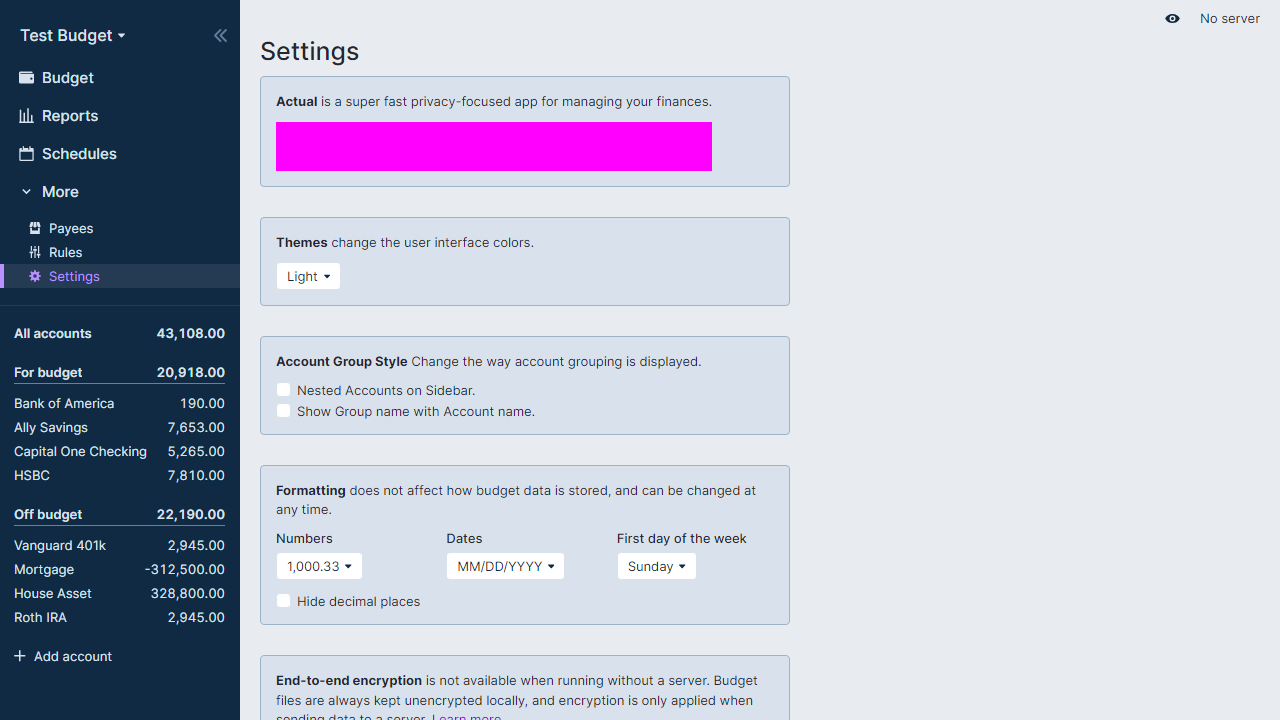 Test Budget
No server
Settings
Budget
Reports
Schedules
More
Payees
Rules
Settings
All accounts 43,108.00
For budget 20,918.00
Bank of America 190.00
Ally Savings 7,653.00
Capital One Checking 5,265.00
HSBC 7,810.00
Off budget 22,190.00
Vanguard 401k 2,945.00
Mortgage -312,500.00
House Asset 328,800.00
Roth IRA 2,945.00
Add account
Actual is a super fast privacy-focused app for managing your finances.
Themes change the user interface colors.
Light
Account Group Style Change the way account grouping is displayed.
Nested Accounts on Sidebar.
Show Group name with Account name.
Formatting does not affect how budget data is stored, and can be changed at
any time.
Numbers Dates First day of the week
1,000.33 MM/DD/YYYY Sunday
Hide decimal places
End-to-end encryption is not available when running without a server. Budget
files are always kept unencrypted locally, and encryption is only applied when
sending data to a server. Learn more